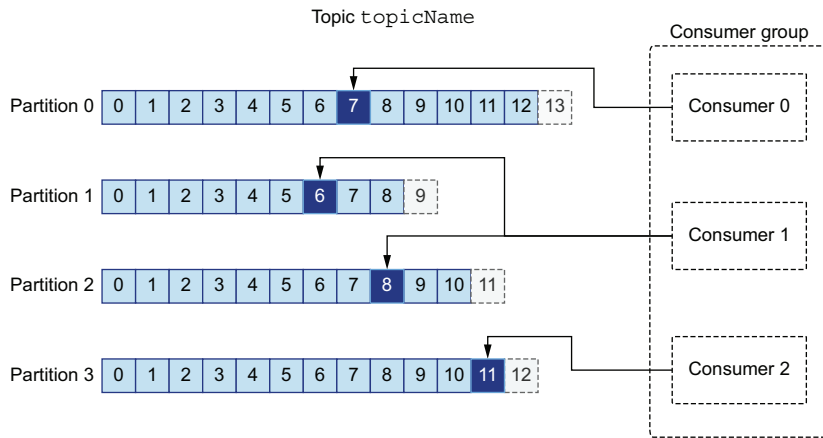 Topic topicName
Consumer group
Partition 0 0 1 2 3 4 5 6 7 8 9 10 11 12 13
Consumer 0
Partition 1 0 1 2 3 4 5 6 7 8 9
Consumer 1
Partition 2 0 1 2 3 4 5 6 7 8 9 10 11
Partition 3 0 1 2 3 4 5 6 7 8 9 10 11 12
Consumer 2